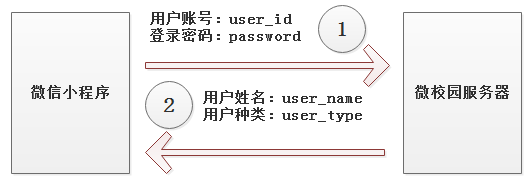 用户账号：user_id
登录密码：password
1
微信小程序
微校园服务器
2
用户姓名：user_name
用户种类：user_type